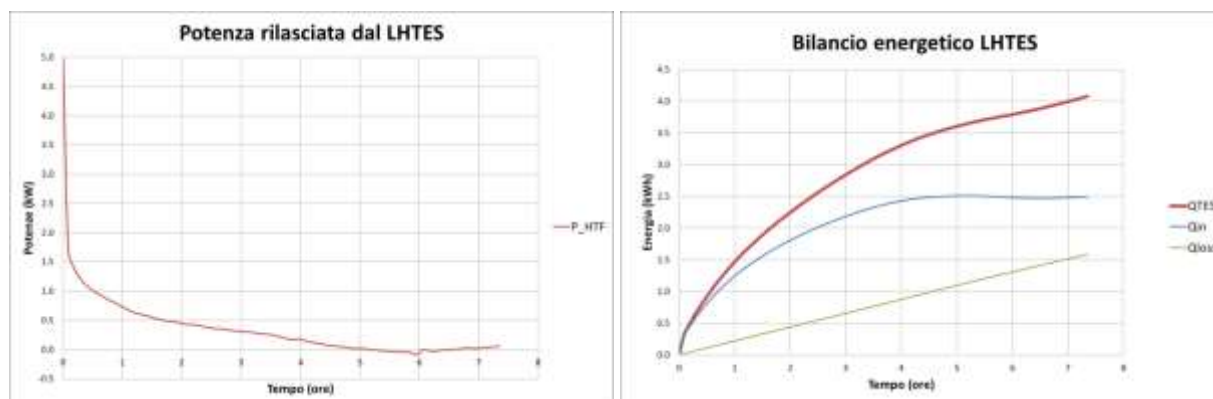 Potenza rilasciata dal LHTES
5.0
4.5
4.0
3.5
3.0
2.5
2.0
1.5
1.0
0.5
0.0
-0.5
0 1 2 3 4 5 6 7 8
Potenze (kW)
Tempo (ore)
P_HTF
Bilancio energetico LHTES
4.5
4.0
3.5
3.0
2.5
2.0
1.5
1.0
0.5
0.0
0 1 2 3 4 5 6 7 8
Energia (kWh)
Tempo (ore)
QTES
Qin
Qloss